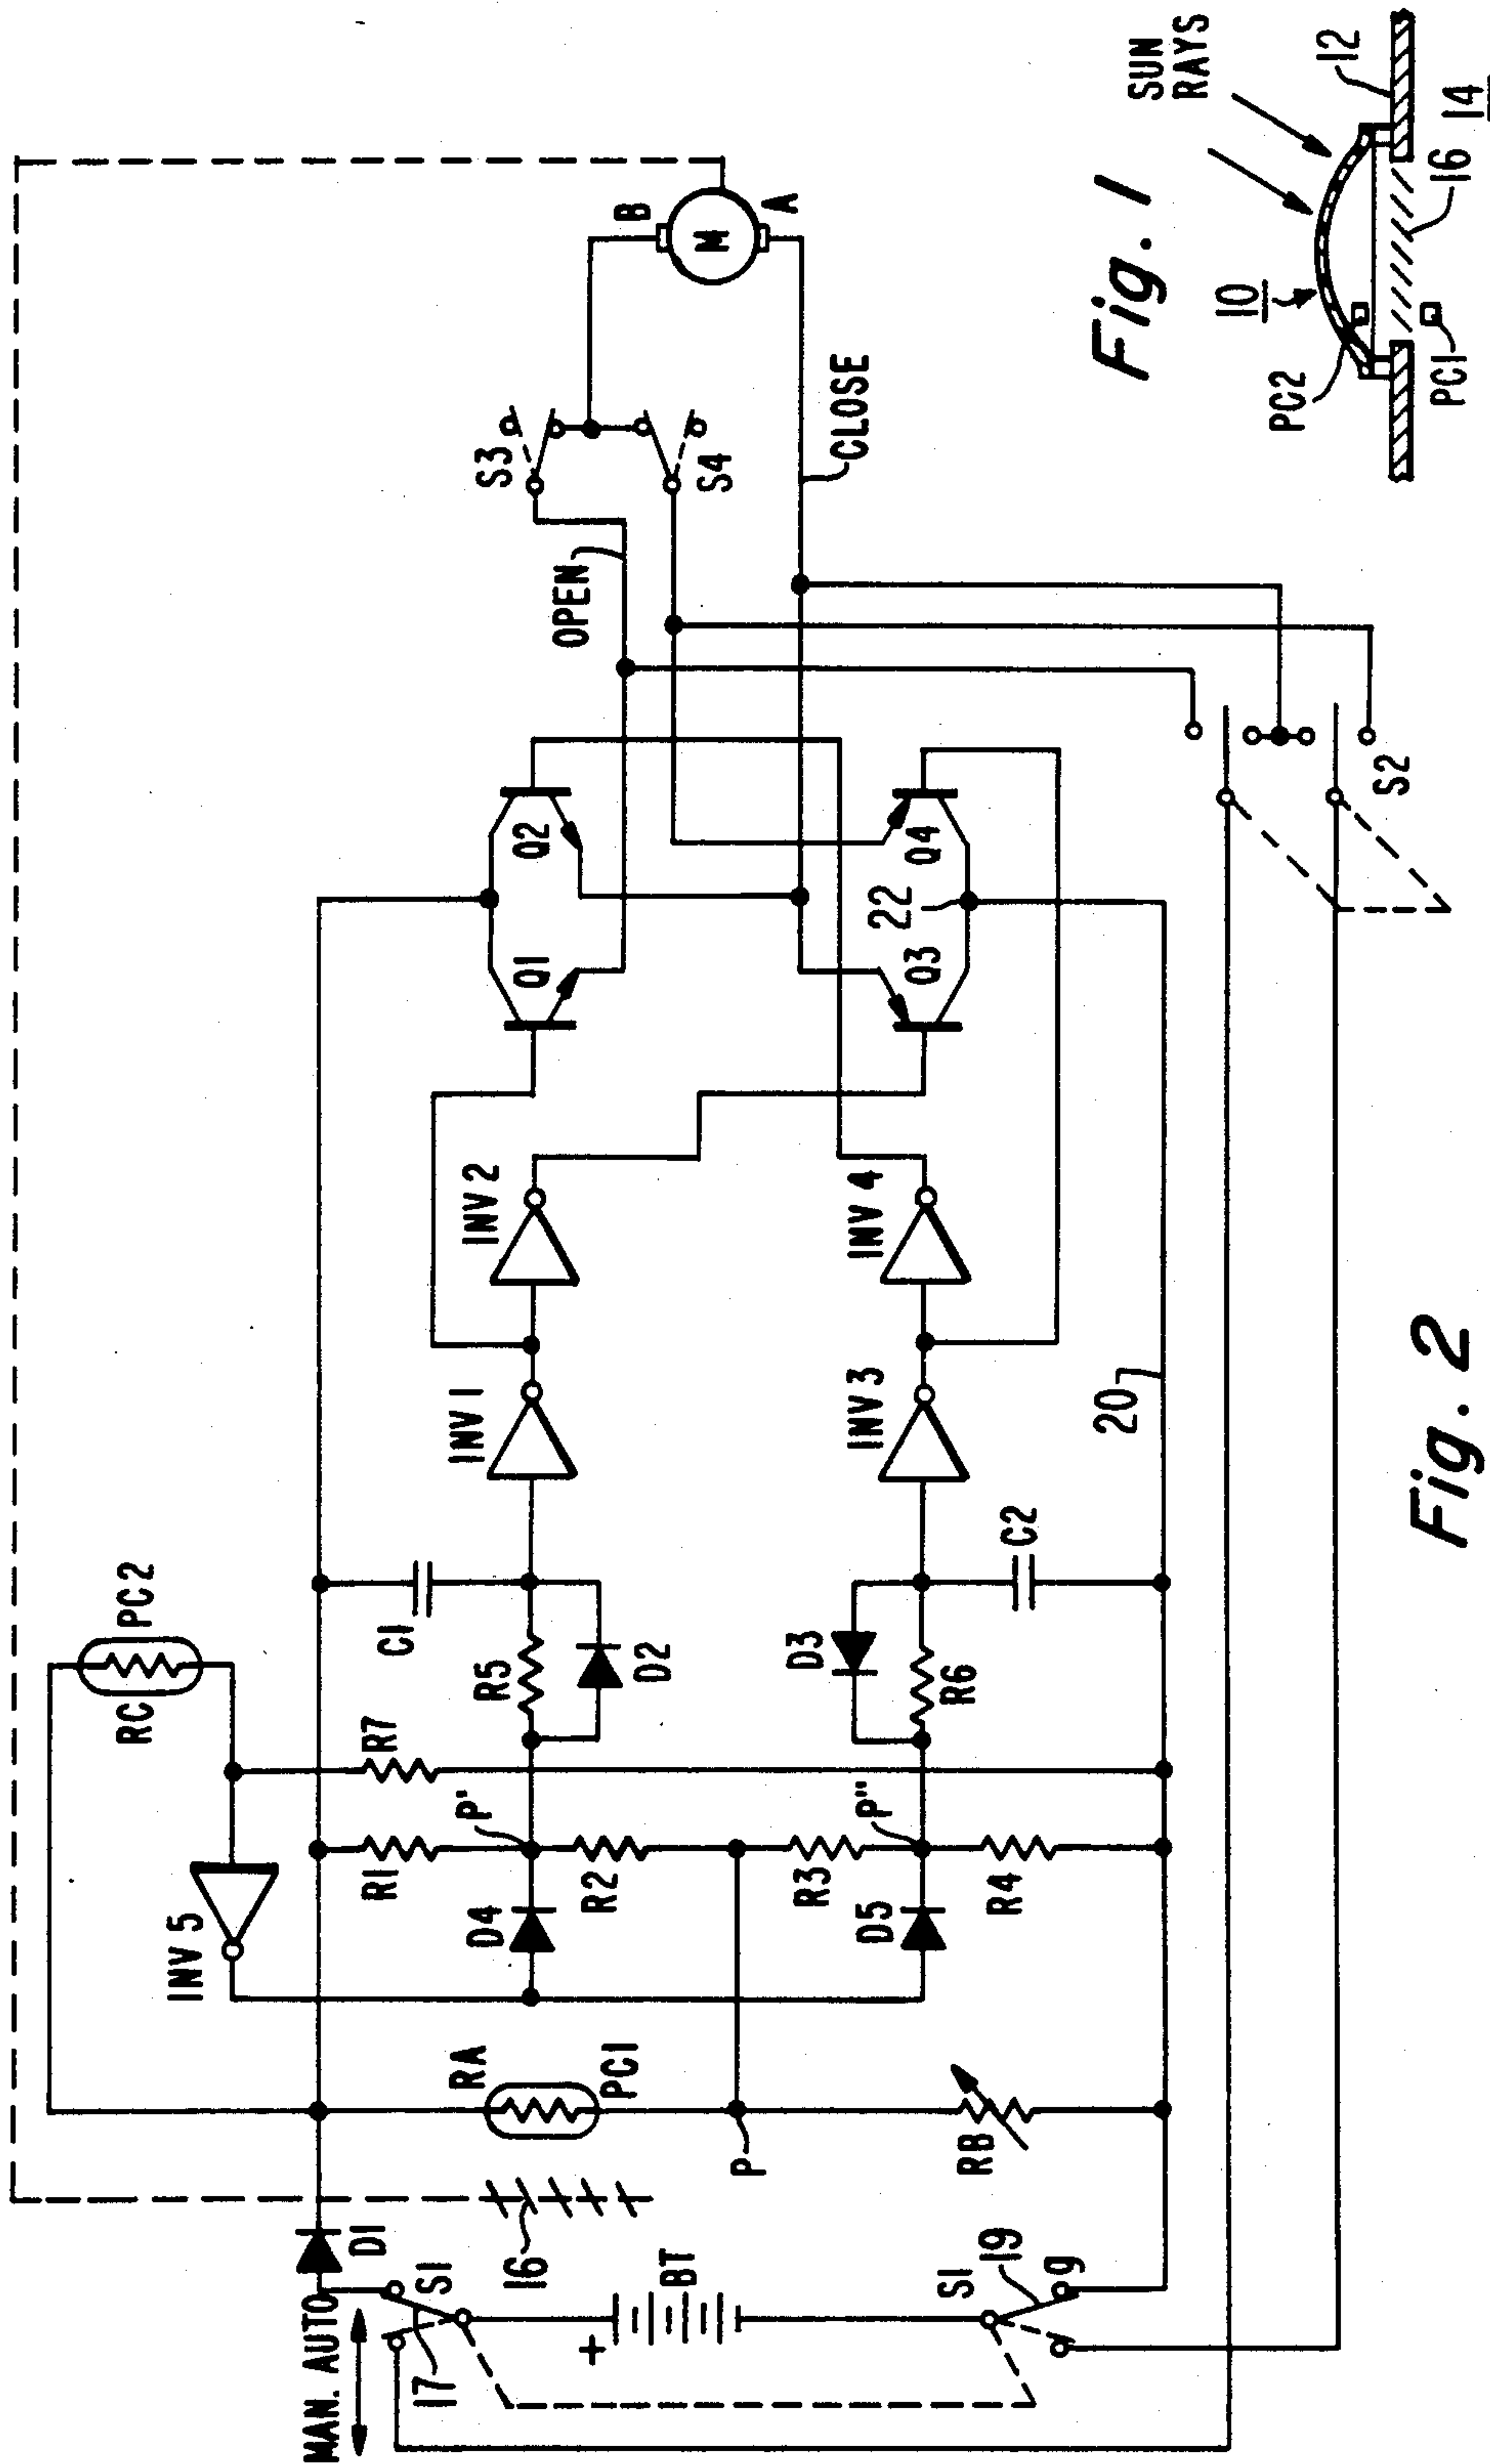 RC
PC2
INV 5
R7
MAN. AUTO
D1
S1
17
16
BT
+
S1
19
9
RA
PC1
P
RB
D4
R1
P'
R2
R3
P"
D5
R4
R5
D2
C1
D3
R6
C2
INV 1
INV 2
INV 3
INV 4
20
Q1
Q2
Q3
Q4
22
OPEN
CLOSE
S3
S4
S2
B
M
A
Fig. 2
SUN
RAYS
10
12
14
16
PC2
PC1
Fig. 1